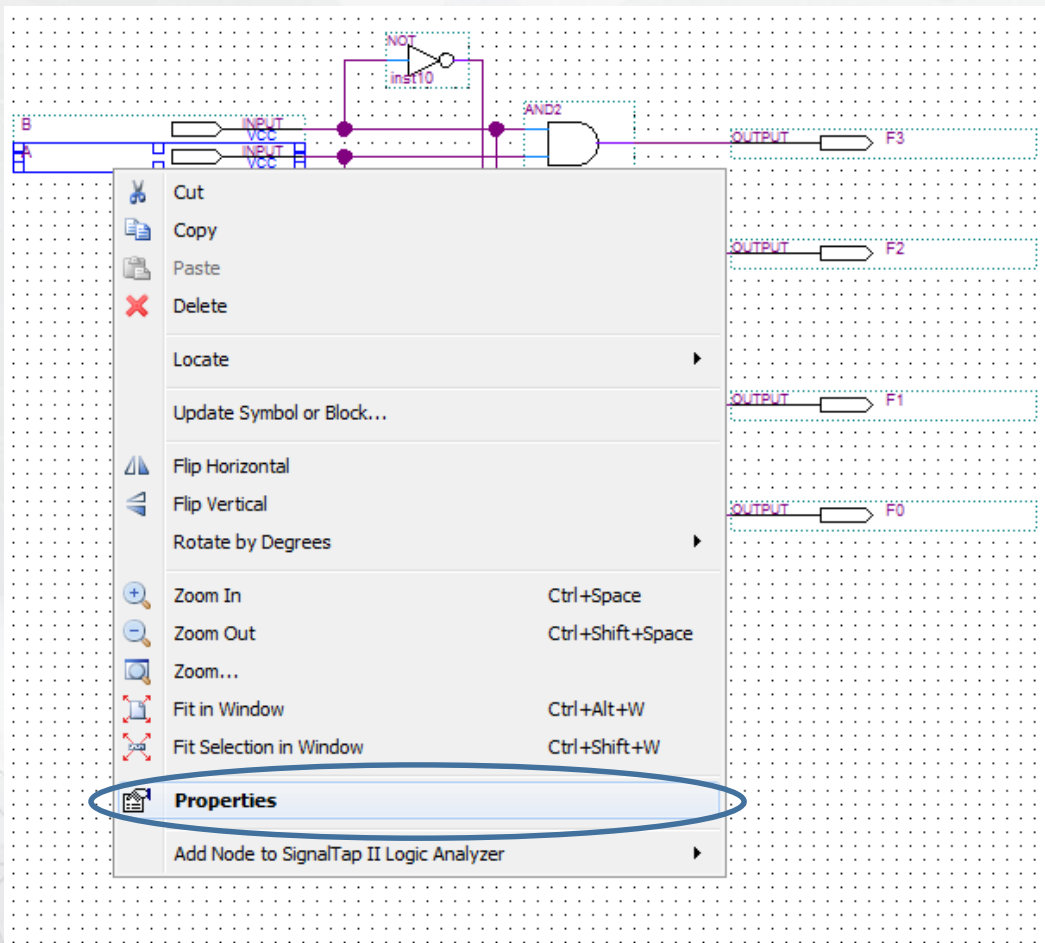 NOT
inst10
AND2
B
INPUT
VCC
OUTPUT
F3
A
INPUT
VCC
Cut
Copy
OUTPUT
F2
Paste
Delete
Locate
Update Symbol or Block...
OUTPUT
F1
Flip Horizontal
Flip Vertical
OUTPUT
F0
Rotate by Degrees
Zoom In Ctrl+Space
Zoom Out Ctrl+Shift+Space
Zoom...
Fit in Window Ctrl+Alt+W
Fit Selection in Window Ctrl+Shift+W
Properties
Add Node to SignalTap II Logic Analyzer